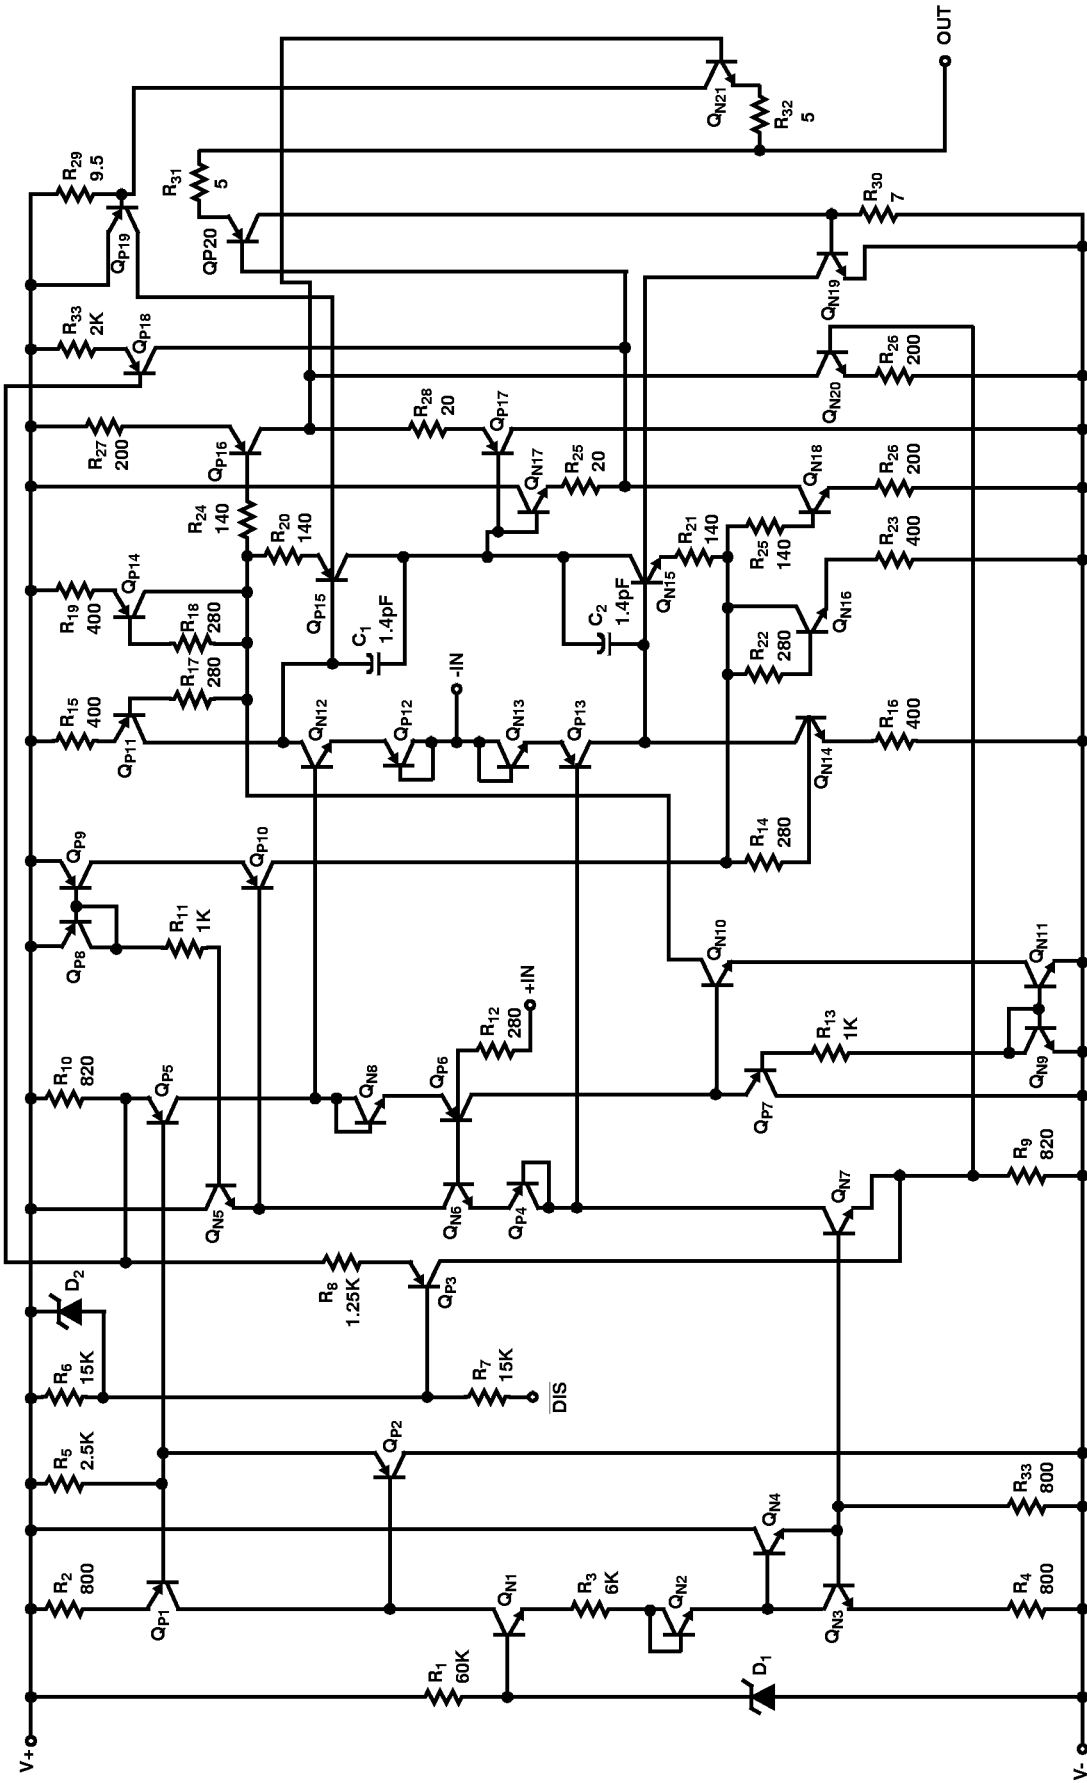 V+
R2
800
R5
2.5K
R6
15K
D2
R10
820
QP8
QP9
R15
400
R19
400
R27
200
R33
2K
R29
9.5
QP1
QP5
R11
1K
QP11
QP14
QP18
QP19
R17
280
R18
280
R24
140
QP16
QP20
R31
5
QN5
QP10
R20
140
R8
1.25K
QN8
QN12
QP15
C1
1.4pF
QP2
QP3
QP6
QP12
R28
20
R1
60K
QN1
R7
15K
DIS
QN6
R12
280
+IN
-IN
QP17
R3
6K
QP4
QN13
QN17
R25
20
QN2
QP13
C2
1.4pF
QN15
R21
140
QN21
R32
5
D1
QN4
QP7
QN10
R14
280
R22
280
R25
140
QN3
QN7
R13
1K
QN14
QN16
QN18
QN20
QN19
R16
400
R23
400
R26
200
R26
200
R30
7
OUT
R4
800
R33
800
R9
820
QN9
QN11
V-